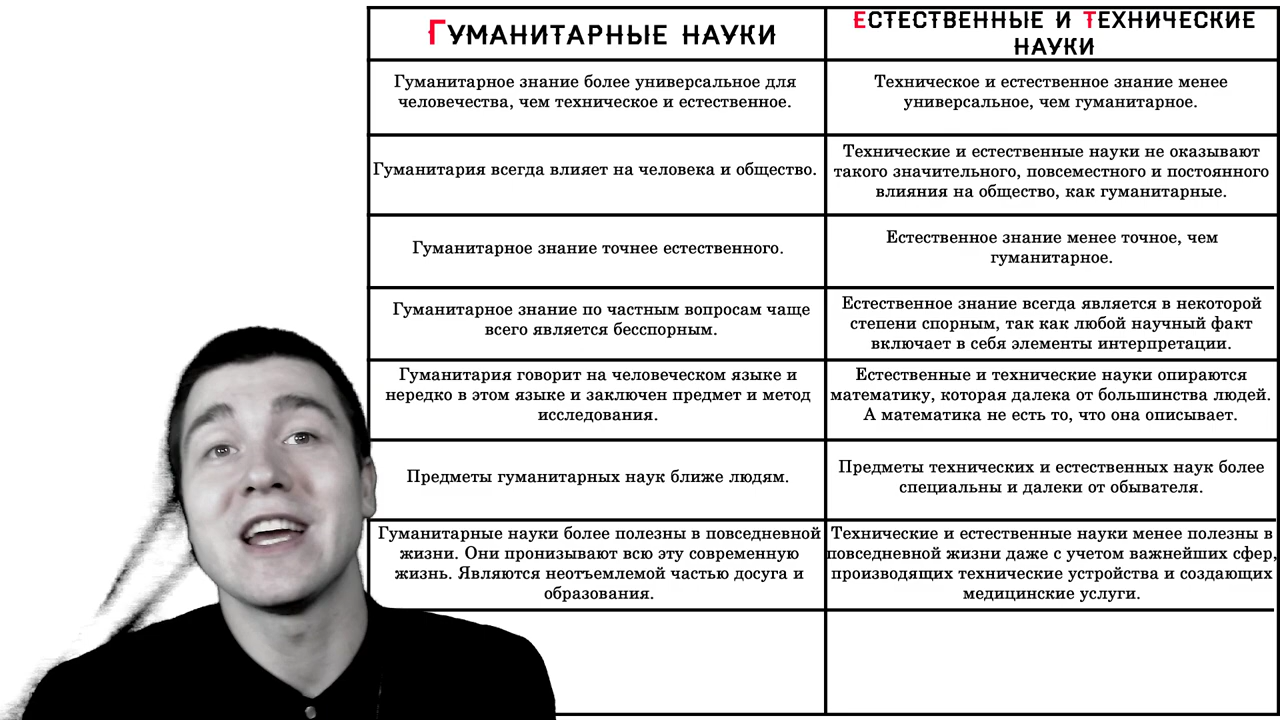 Гуманитарные науки
Естественные и Технические
науки
Гуманитарное знание более универсальное для
человечества, чем техническое и естественное.
Техническое и естественное знание менее
универсальное, чем гуманитарное.
Гуманитария всегда влияет на человека и общество.
Технические и естественные науки не оказывают
такого значительного, повсеместного и постоянного
влияния на общество, как гуманитарные.
Гуманитарное знание точнее естественного.
Естественное знание менее точное, чем
гуманитарное.
Гуманитарное знание по частным вопросам чаще
всего является бесспорным.
Естественное знание всегда является в некоторой
степени спорным, так как любой научный факт
включает в себя элементы интерпретации.
Гуманитария говорит на человеческом языке и
нередко в этом языке и заключен предмет и метод
исследования.
Естественные и технические науки опираются
математику, которая далека от большинства людей.
А математика не есть то, что она описывает.
Предметы гуманитарных наук ближе людям.
Предметы технических и естественных наук более
специальны и далеки от обывателя.
Гуманитарные науки более полезны в повседневной
жизни. Они пронизывают всю эту современную
жизнь. Являются неотъемлемой частью досуга и
образования.
Технические и естественные науки менее полезны в
повседневной жизни даже с учетом важнейших сфер,
производящих технические устройства и создающих
медицинские услуги.